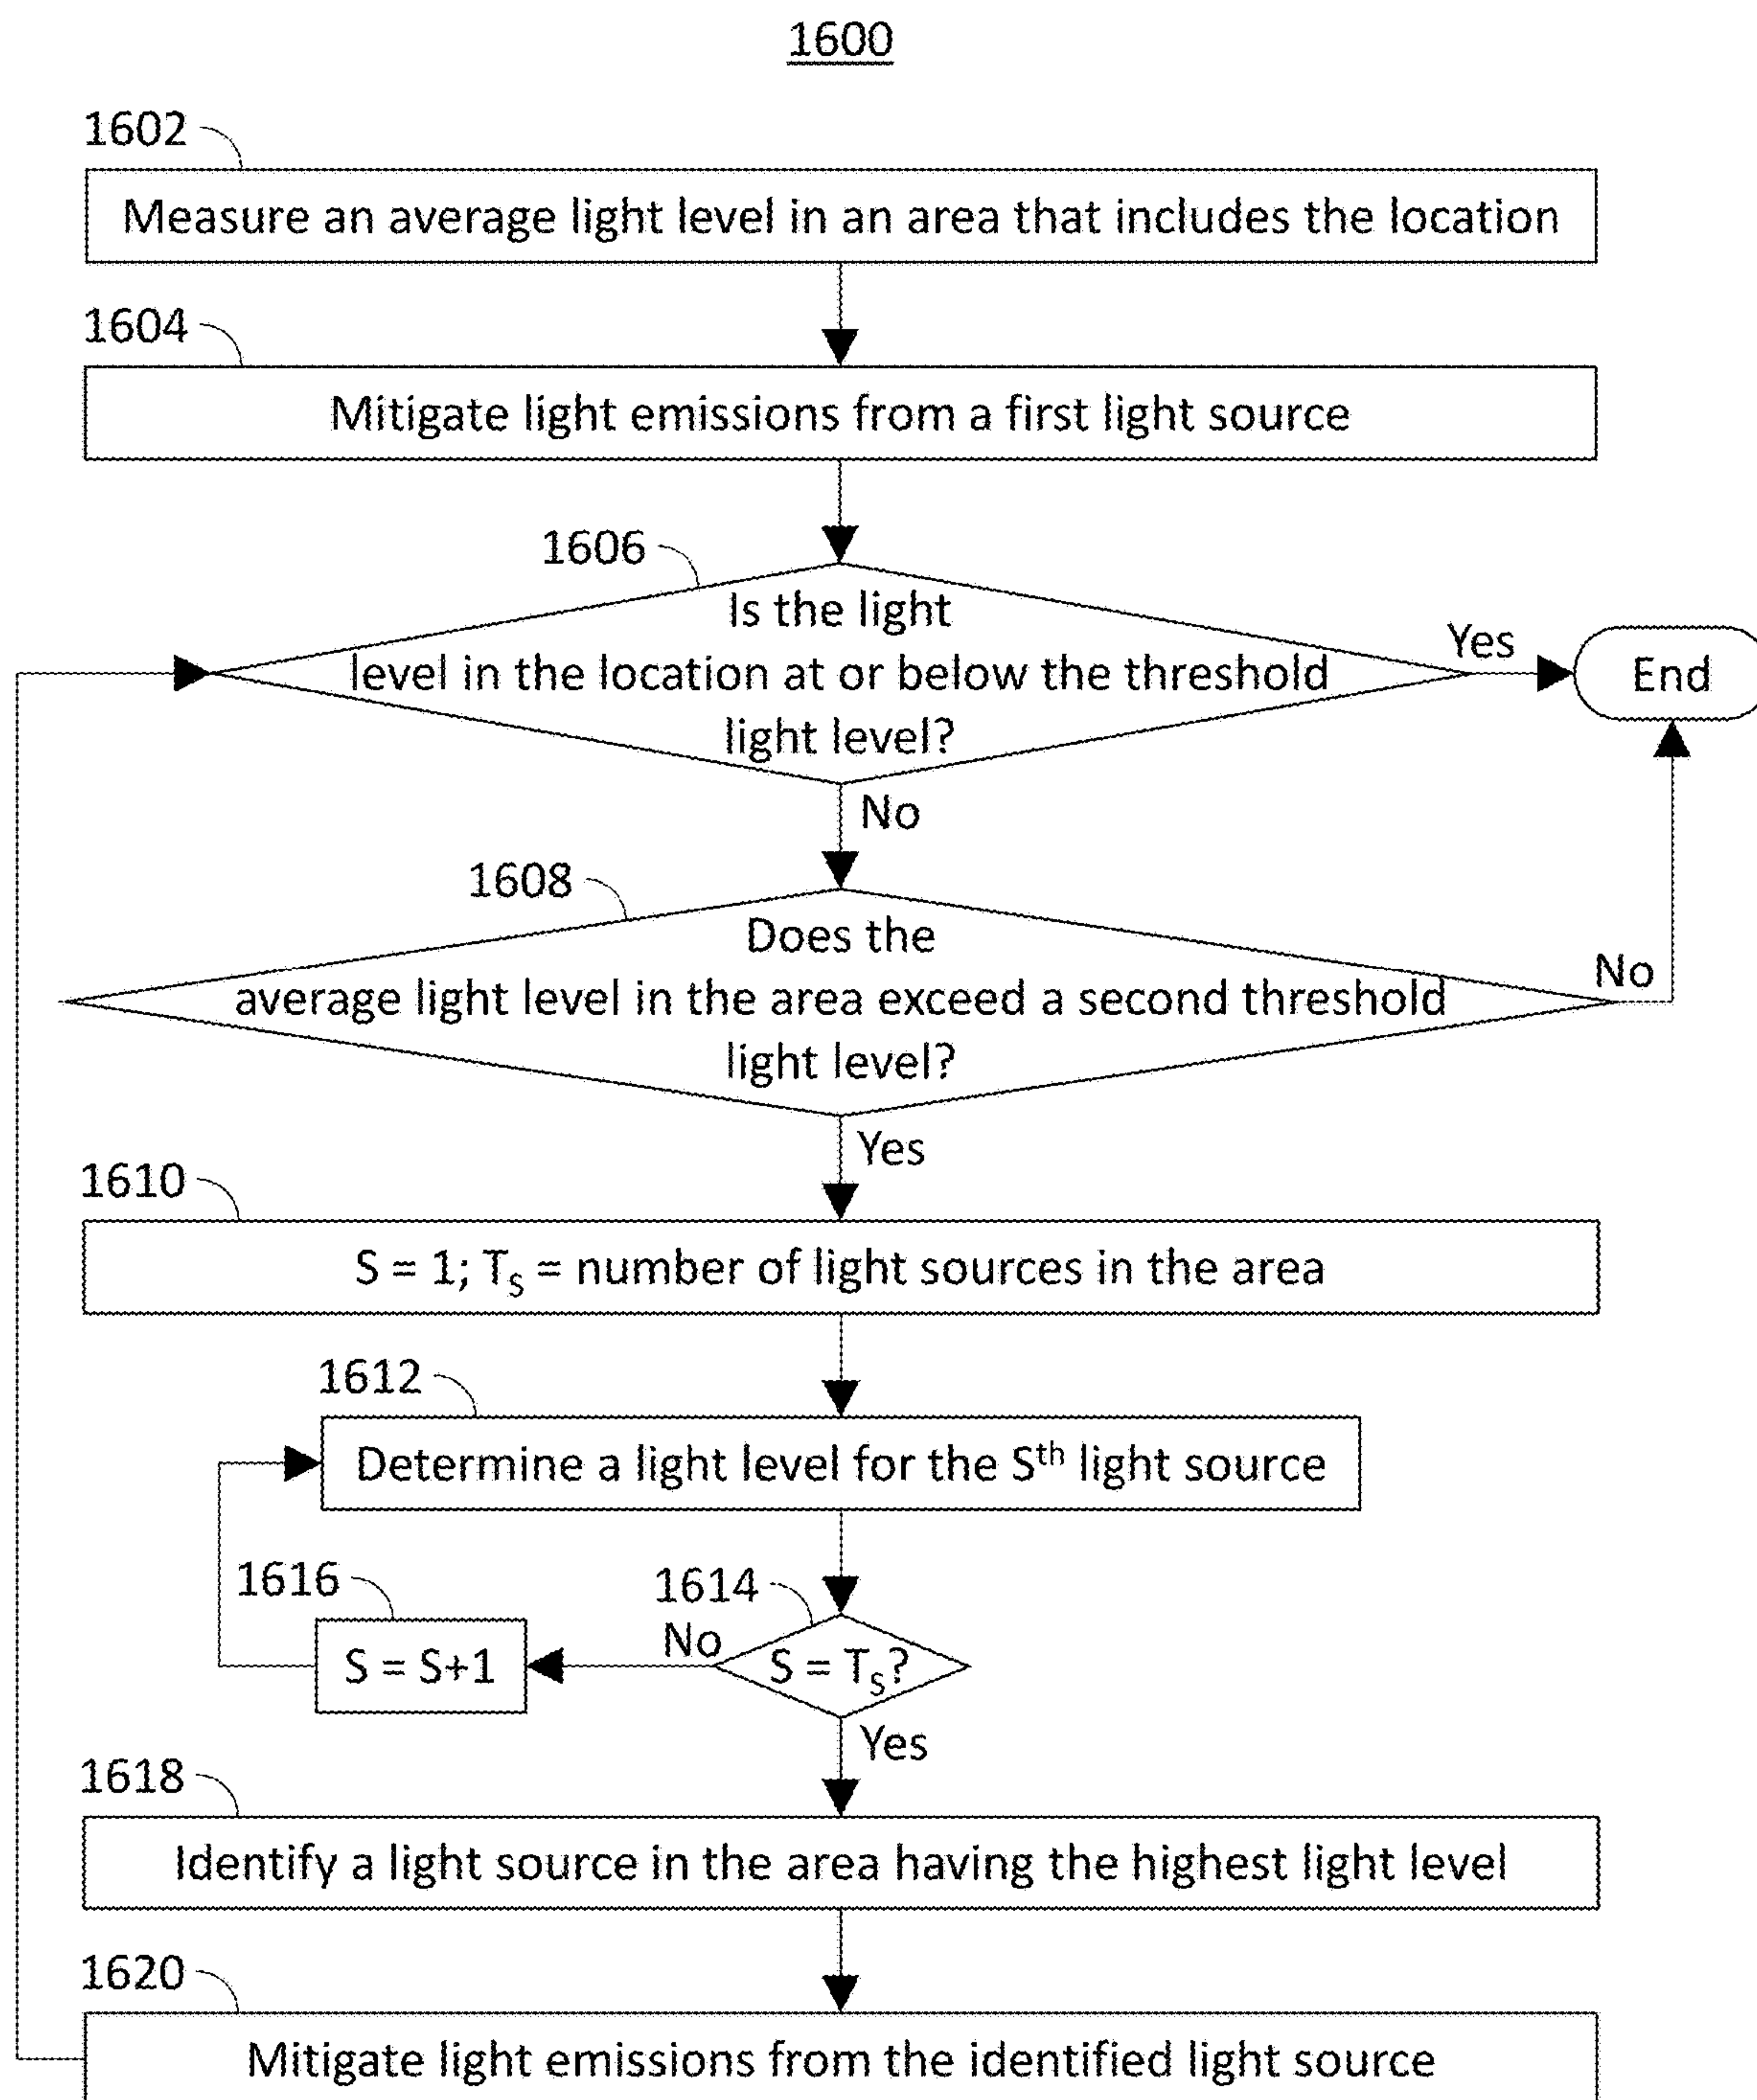 1600
1602
Measure an average light level in an area that includes the location
1604
Mitigate light emissions from a first light source
1606
Is the light
level in the location at or below the threshold
light level?
Yes
End
No
1608
Does the
average light level in the area exceed a second threshold
light level?
No
Yes
1610
S = 1; T_S = number of light sources in the area
1612
Determine a light level for the S^th light source
1616
1614
S = S+1
No
S = T_S?
Yes
1618
Identify a light source in the area having the highest light level
1620
Mitigate light emissions from the identified light source